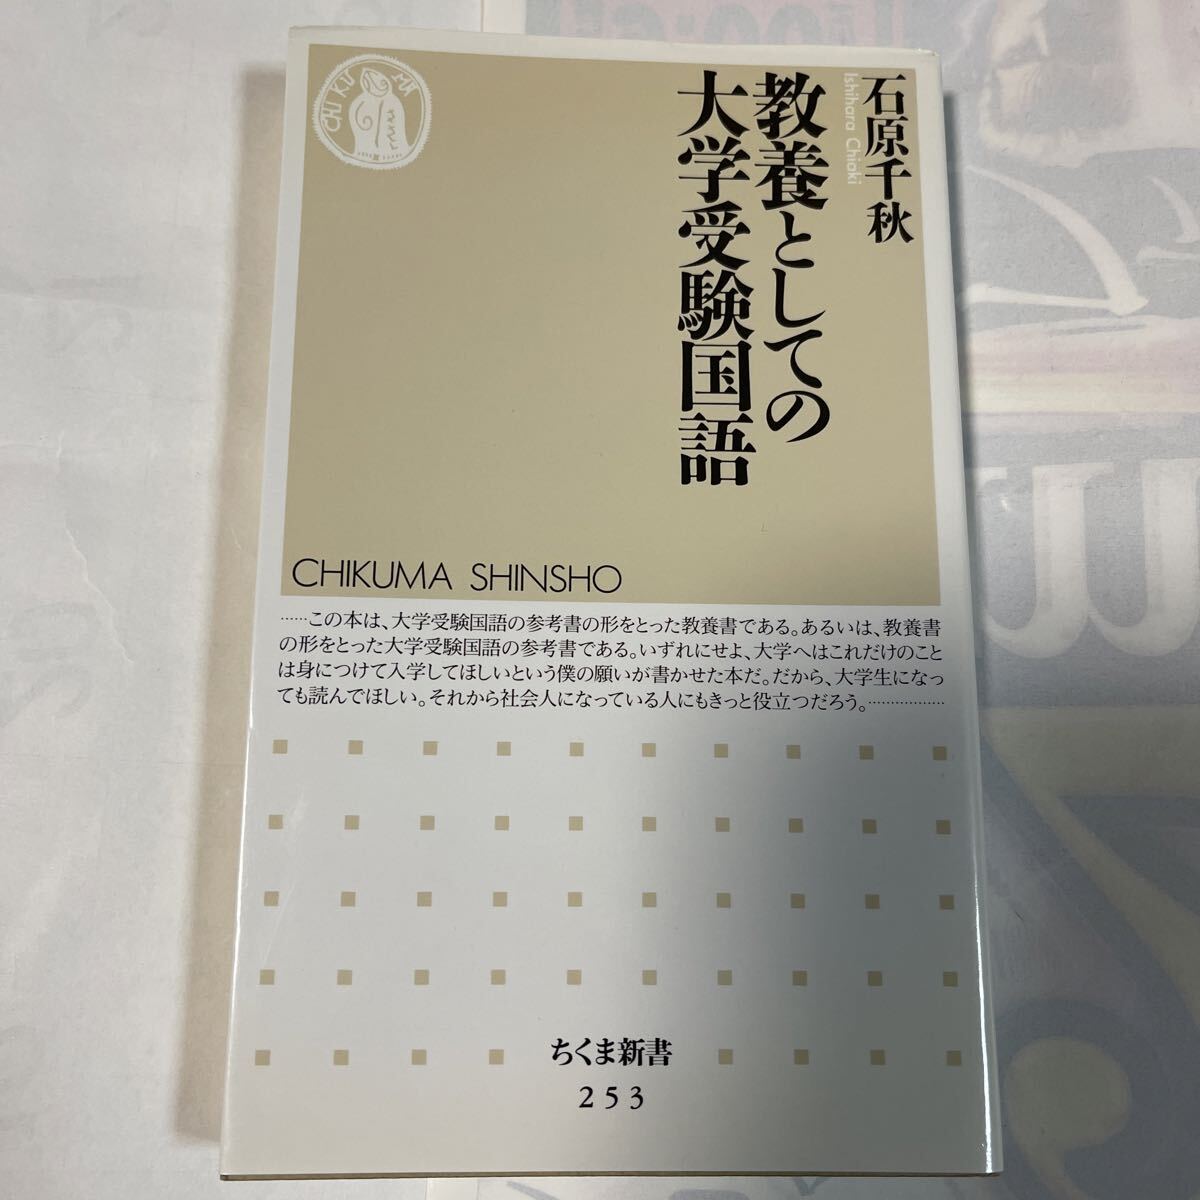 石原千秋
Ishihara Chiaki
教養としての
大学受験国語
CHIKUMA
CHIKUMA SHINSHO
……この本は、大学受験国語の参考書の形をとった教養書である。あるいは、教養書
の形をとった大学受験国語の参考書である。いずれにせよ、大学へはこれだけのこと
は身につけて入学してほしいという僕の願いが書かせた本だ。だから、大学生になっ
ても読んでほしい。それから社会人になっている人にもきっと役立つだろう。………………
ちくま新書
253